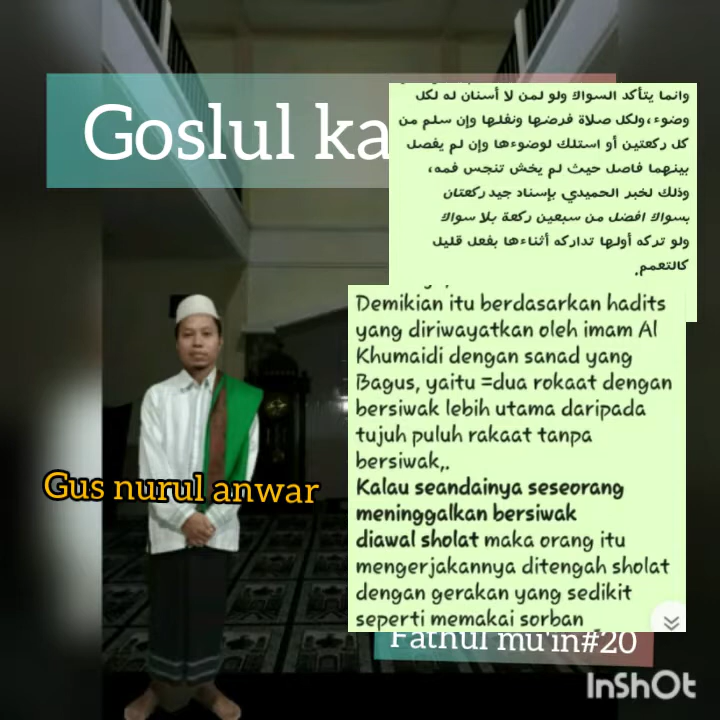 Goslul ka
وانما يتأكد السواك ولو لمن لا أسنان له لكل
وضوء،ولكل صلاة فرضها ونفلها وإن سلم من
كل ركعتين أو استلك لوضوءها وإن لم يفصل
بينهما فاصل حيث لم يخش تنجس فمه،
وذلك لخبر الحميدي بإسناد جيد ركعتان
بسواك افضل من سبعين ركعة بلا سواك
ولو تركه أولها تداركه أثناءها بفعل قليل
كالتعمم.
Demikian itu berdasarkan hadits
yang diriwayatkan oleh imam Al
Khumaidi dengan sanad yang
Bagus, yaitu =dua rokaat dengan
bersiwak lebih utama daripada
tujuh puluh rakaat tanpa
bersiwak,.
Kalau seandainya seseorang
meninggalkan bersiwak
diawal sholat maka orang itu
mengerjakannya ditengah sholat
dengan gerakan yang sedikit
seperti memakai sorban
Gus nurul anwar
Fathul mu'in#20
InShOt